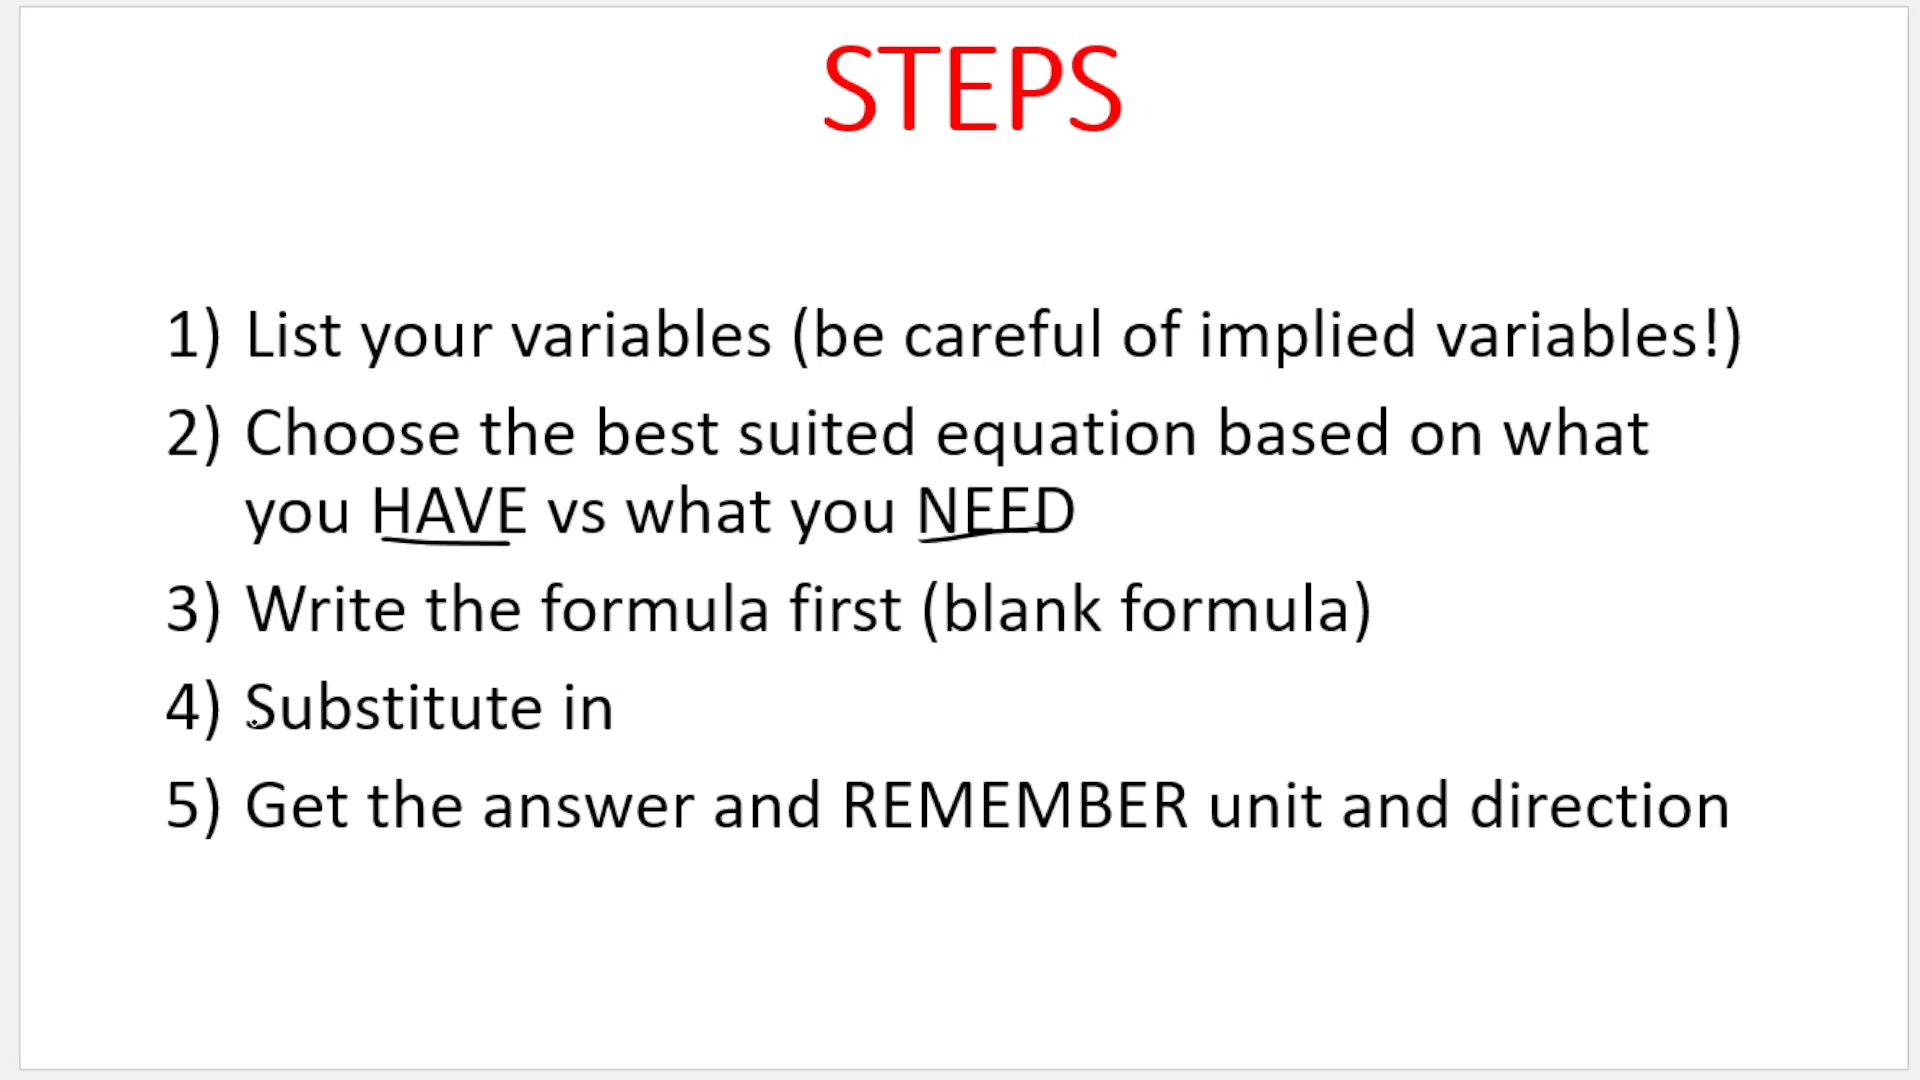 STEPS
1) List your variables (be careful of implied variables!)
2) Choose the best suited equation based on what
you HAVE vs what you NEED
3) Write the formula first (blank formula)
4) Substitute in
5) Get the answer and REMEMBER unit and direction